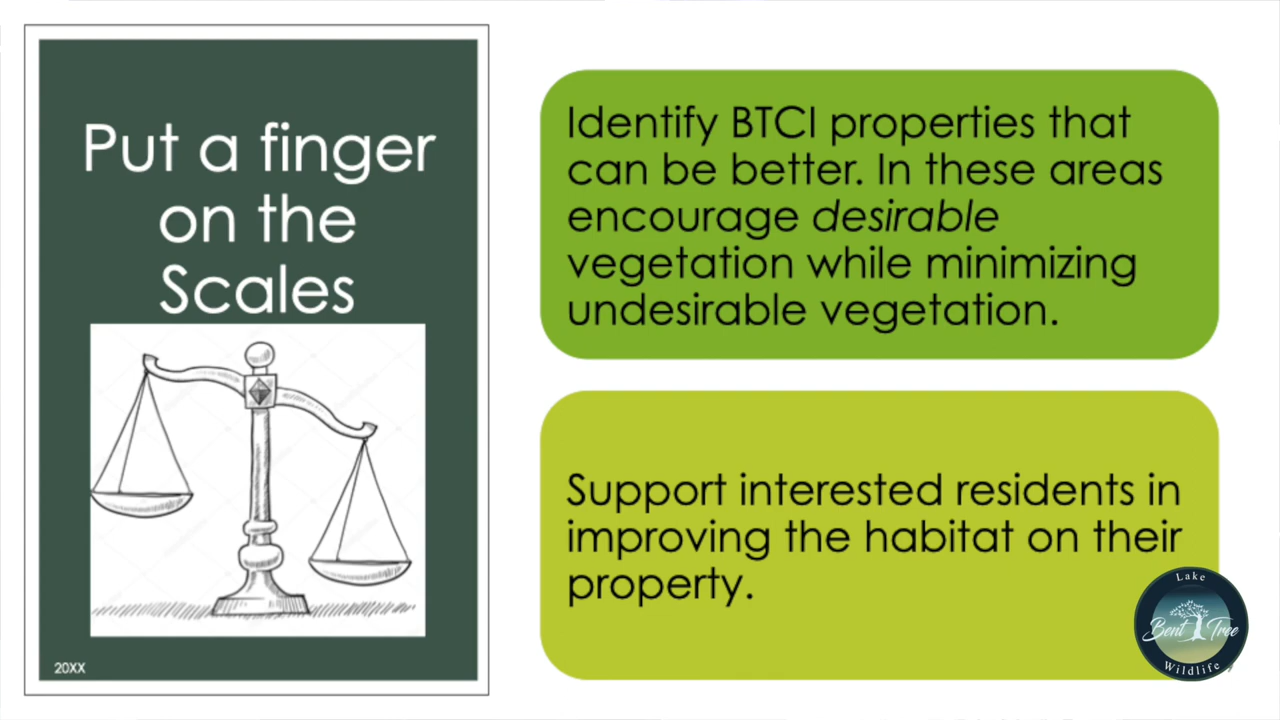 Put a finger
on the
Scales
20XX
Identify BTCI properties that
can be better. In these areas
encourage desirable
vegetation while minimizing
undesirable vegetation.
Support interested residents in
improving the habitat on their
property.
Lake
Bent Tree
Wildlife